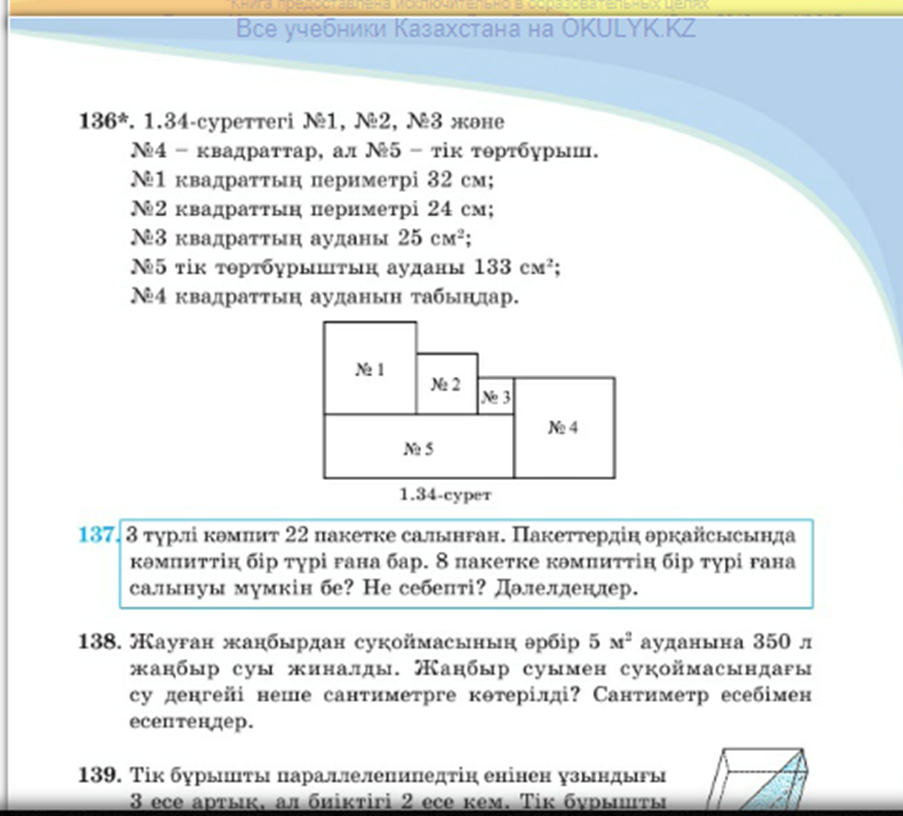 "Книга предоставлена исключительно в образовательных целях
Все учебники Казахстана на OKULYK.KZ
136*. 1.34-суреттегі №1, №2, №3 және
№4 – квадраттар, ал №5 – тік төртбұрыш.
№1 квадраттың периметрі 32 см;
№2 квадраттың периметрі 24 см;
№3 квадраттың ауданы 25 см²;
№5 тік төртбұрыштың ауданы 133 см²;
№4 квадраттың ауданын табыңдар.
№ 1
№ 2
№ 3
№ 4
№ 5
1.34-сурет
137. 3 түрлі кәмпит 22 пакетке салынған. Пакеттердің әрқайсысында
кәмпиттің бір түрі ғана бар. 8 пакетке кәмпиттің бір түрі ғана
салынуы мүмкін бе? Не себепті? Дәлелдеңдер.
138. Жауған жаңбырдан суқоймасының әрбір 5 м² ауданына 350 л
жаңбыр суы жиналды. Жаңбыр суымен суқоймасындағы
су деңгейі неше сантиметрге көтерілді? Сантиметр есебімен
есептеңдер.
139. Тік бұрышты параллелепипедтің енінен ұзындығы
3 есе артық, ал биіктігі 2 есе кем. Тік бұрышты